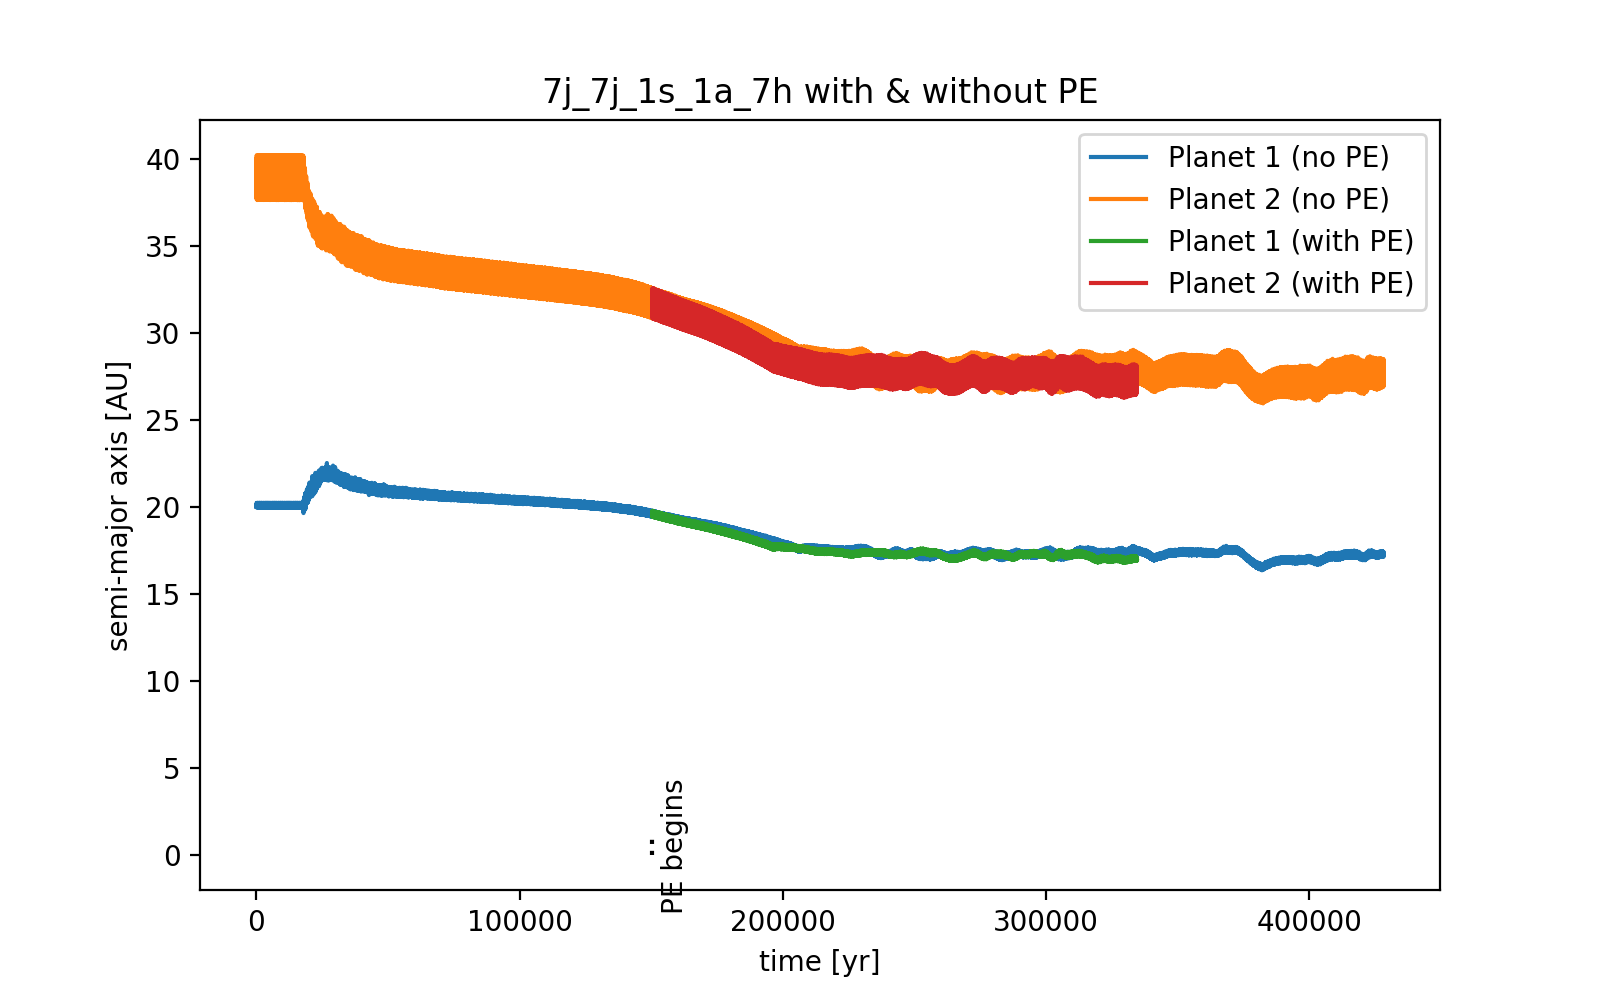 7j_7j_1s_1a_7h with & without PE
Planet 1 (no PE)
Planet 2 (no PE)
Planet 1 (with PE)
Planet 2 (with PE)
semi-major axis [AU]
40
35
30
25
20
15
10
5
0
PE begins
0
100000
200000
300000
400000
time [yr]